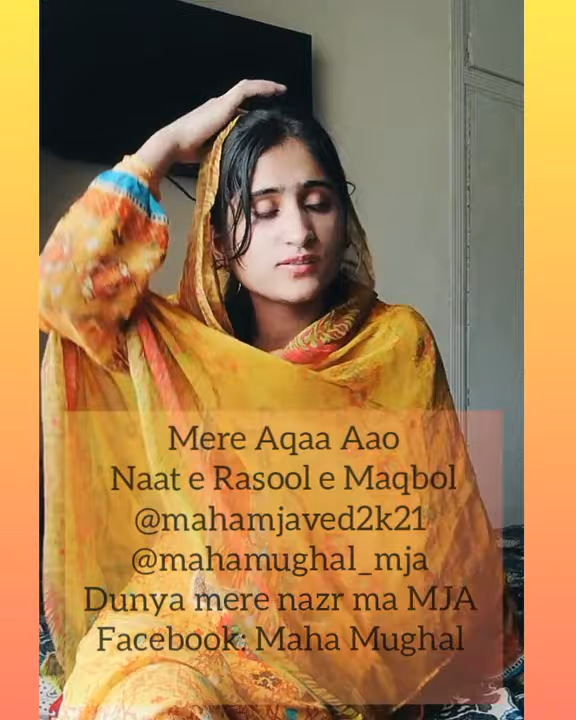 Mere Aqaa Aao
Naat e Rasool e Maqbol
@mahamjaved2k21
@mahamughal_mja
Dunya mere nazr ma MJA
Facebook: Maha Mughal